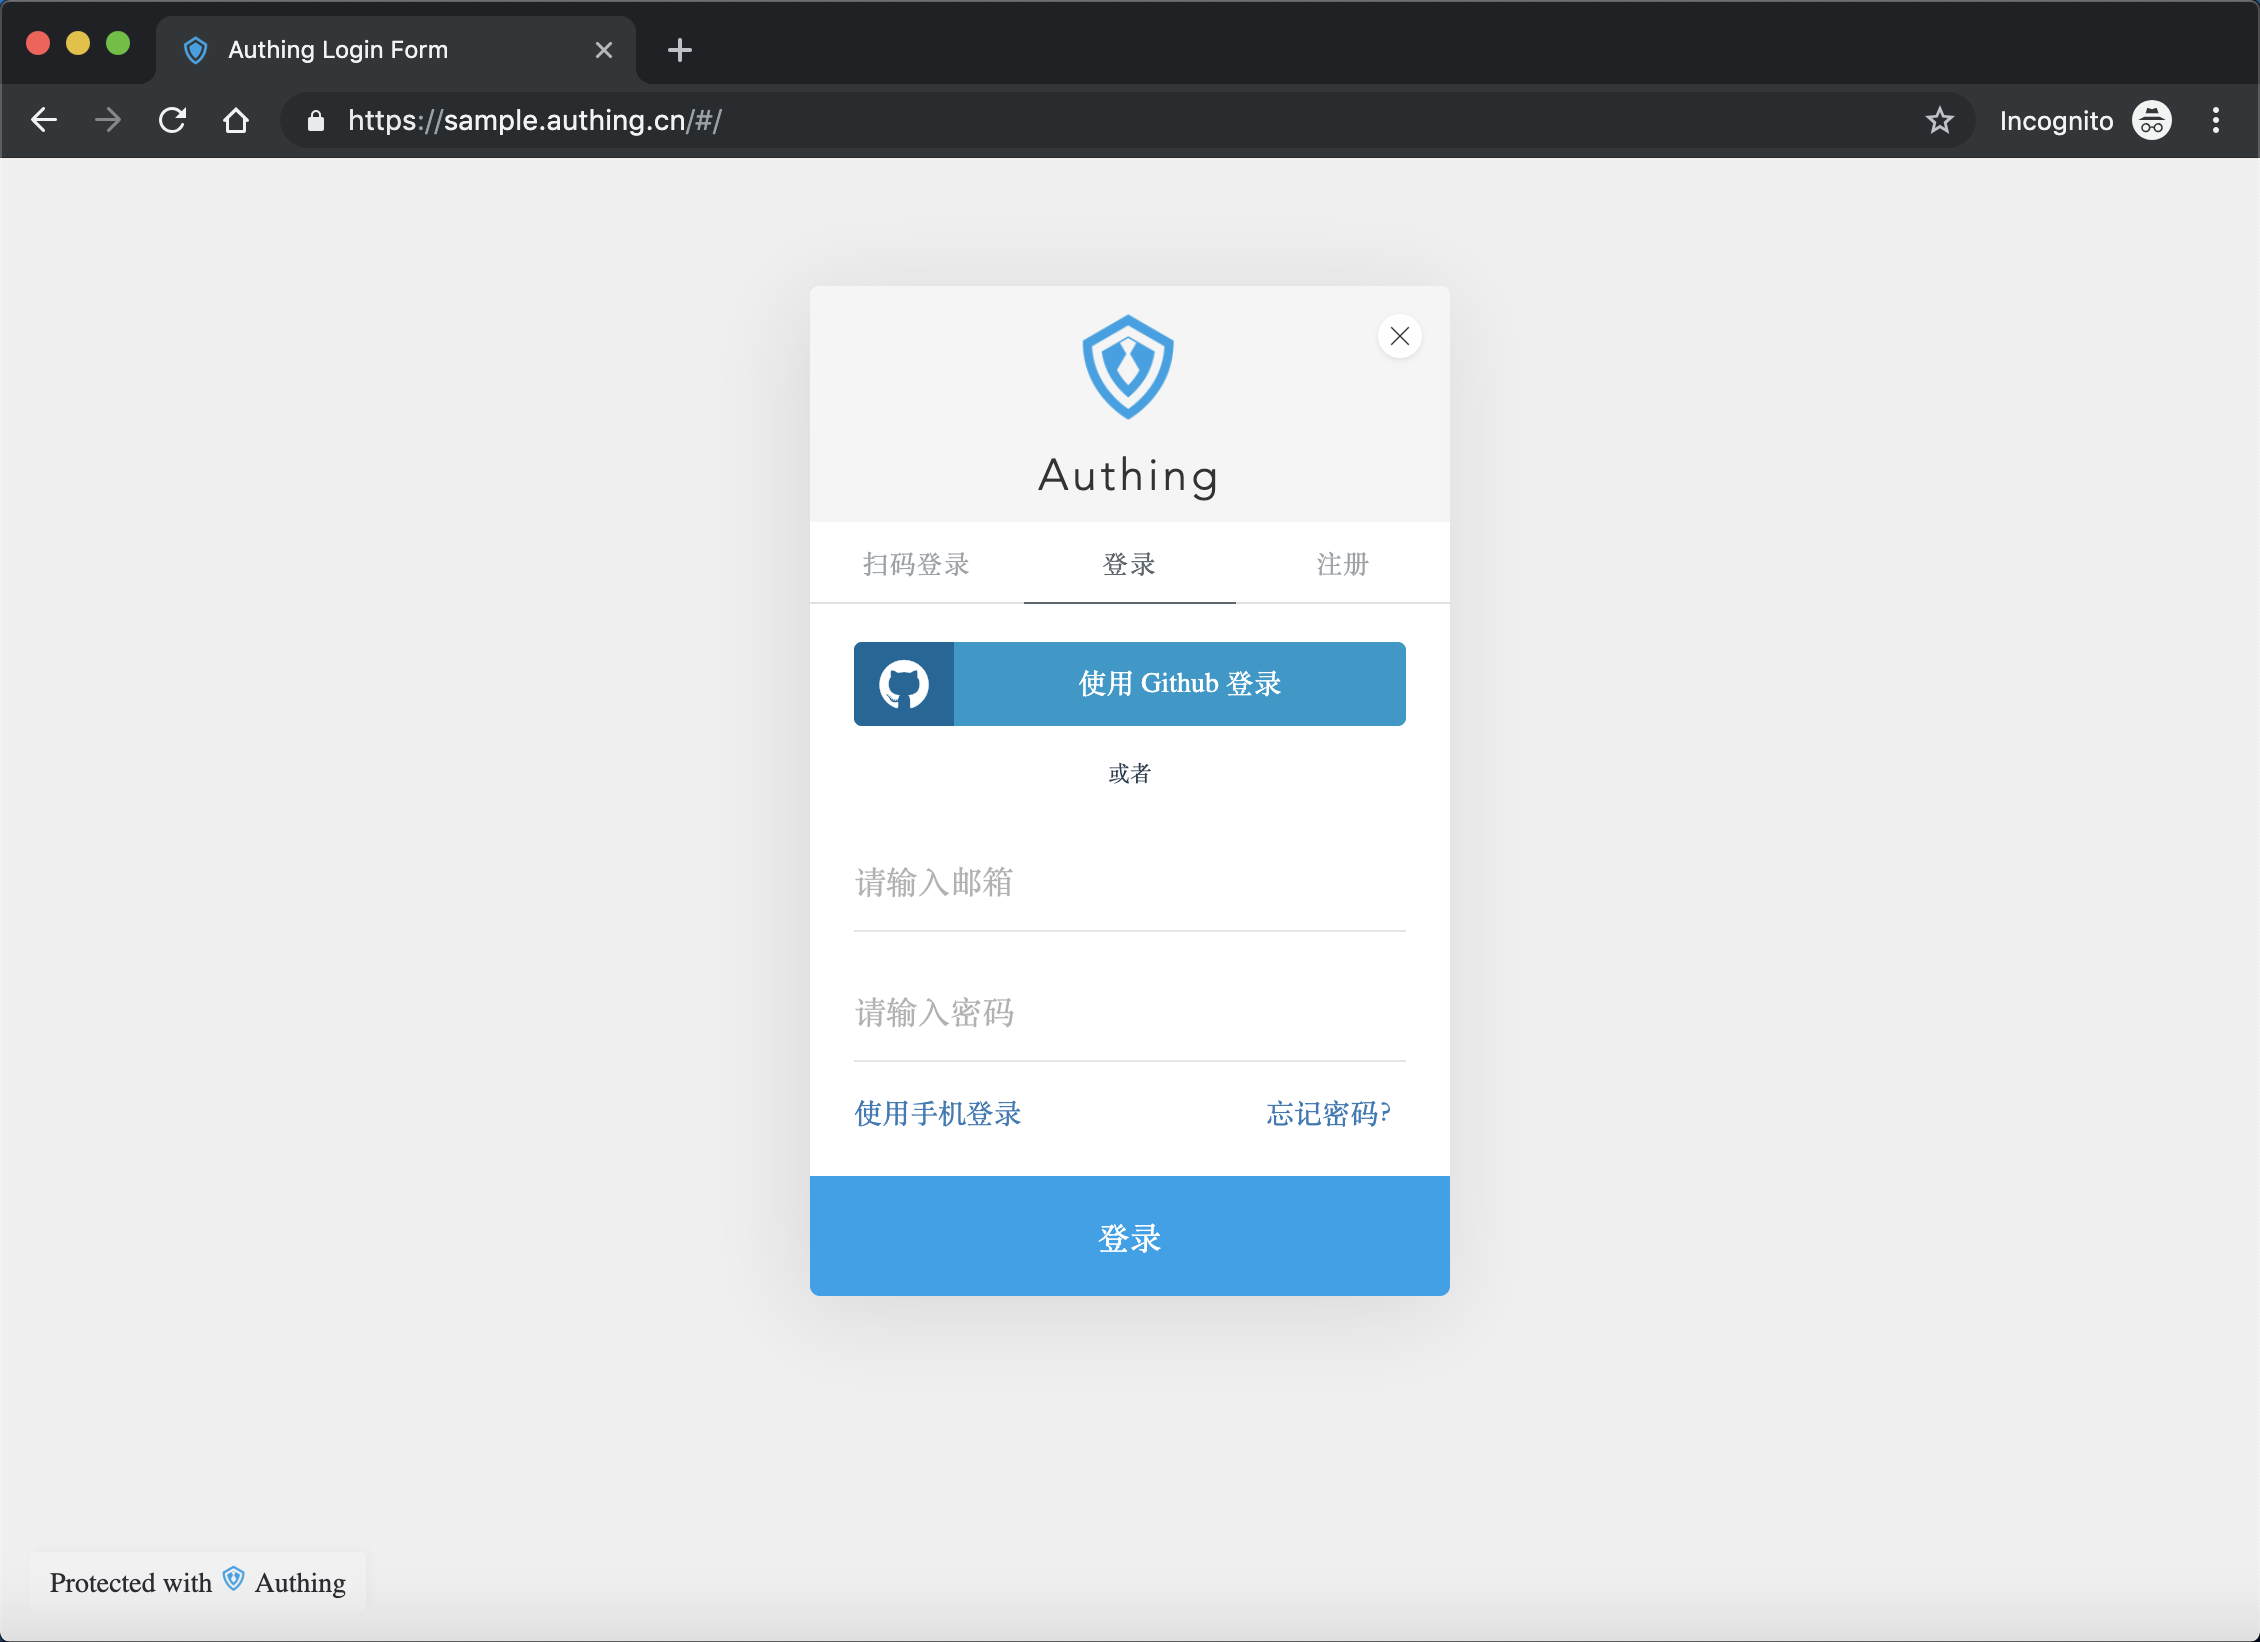 Authing Login Form
https://sample.authing.cn/#/
Incognito
Authing
扫码登录 登录 注册
使用 Github 登录
或者
请输入邮箱
请输入密码
使用手机登录 忘记密码?
登录
Protected with Authing